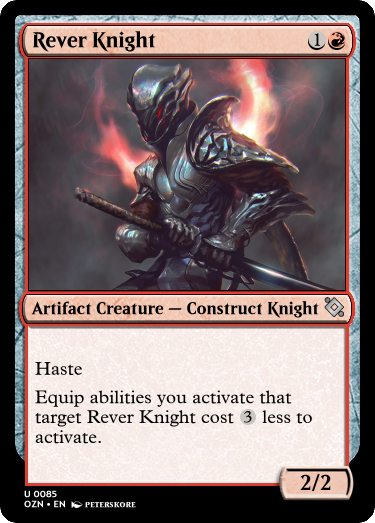 Rever Knight 1
Artifact Creature — Construct Knight
Haste
Equip abilities you activate that
target Rever Knight cost 3 less to
activate.
2/2
U 0085
OZN • EN PETERSKORE